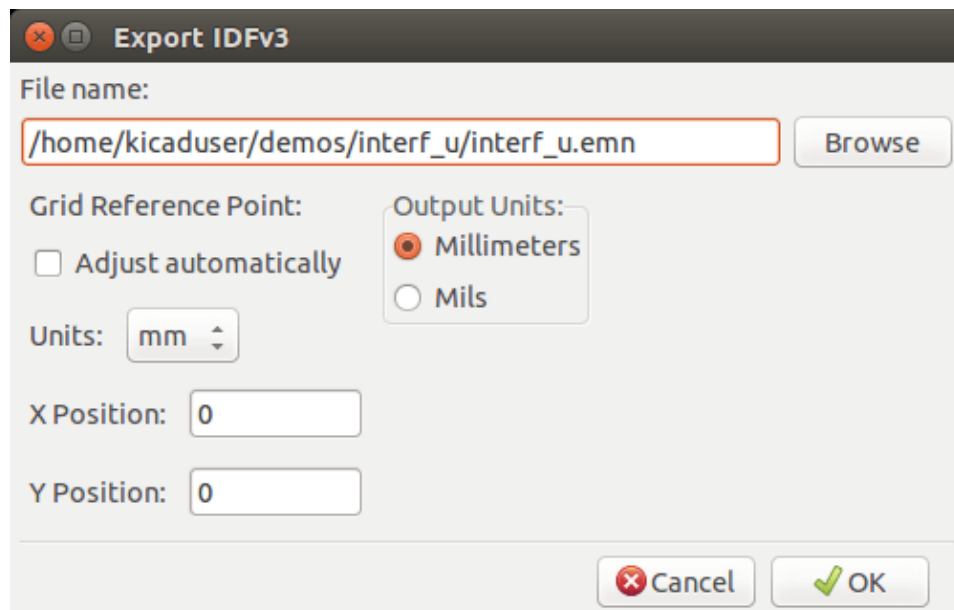 Export IDFv3
File name:
/home/kicaduser/demos/interf_u/interf_u.emn
Browse
Grid Reference Point:
Output Units:
Adjust automatically
Millimeters
Mils
Units:
mm
X Position:
0
Y Position:
0
Cancel
OK